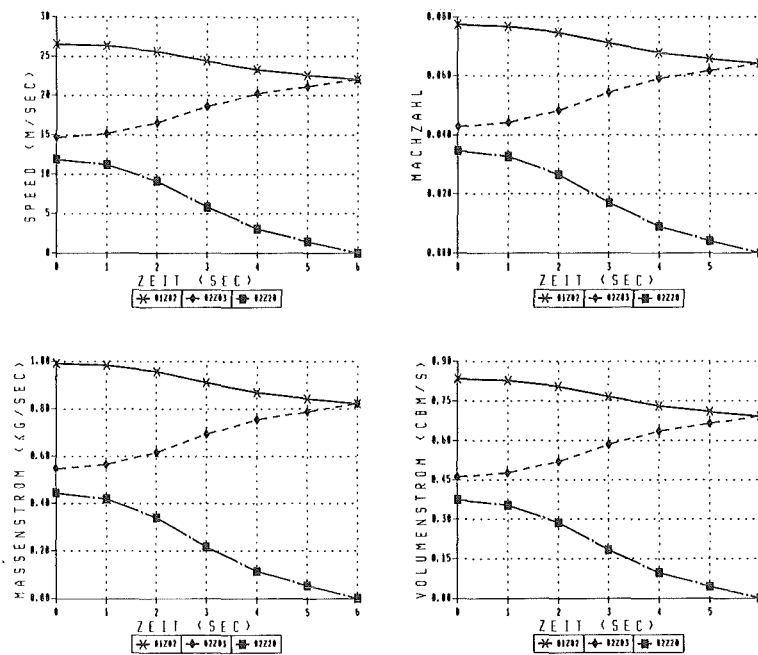 SPEED (M/SEC)
30
25
20
15
10
5
0
0 1 2 3 4 5 6
ZEIT (SEC)
01Z02 02Z03 02Z20
MACHZAHL
0.080
0.060
0.040
0.020
0.000
0 1 2 3 4 5
ZEIT (SEC)
01Z02 02Z03 02Z20
MASSENSTROM (KG/SEC)
1.00
0.80
0.60
0.40
0.20
0.00
0 1 2 3 4 5 6
ZEIT (SEC)
01Z02 02Z03 02Z20
VOLUMENSTROM (CBM/S)
0.90
0.75
0.60
0.45
0.30
0.15
0.00
0 1 2 3 4 5
ZEIT (SEC)
01Z02 02Z03 02Z20